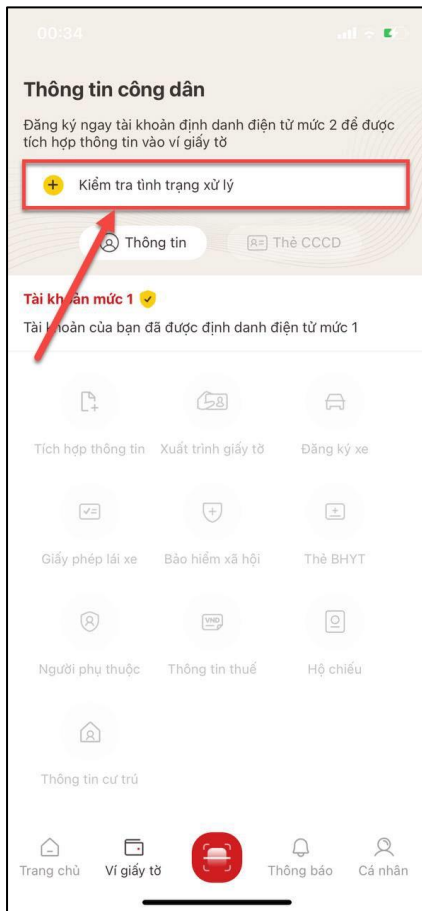 00:34
Thông tin công dân
Đăng ký ngay tài khoản định danh điện tử mức 2 để được
tích hợp thông tin vào ví giấy tờ
Kiểm tra tình trạng xử lý
Thông tin
Thẻ CCCD
Tài khoản mức 1
Tài khoản của bạn đã được định danh điện tử mức 1
Tích hợp thông tin
Xuất trình giấy tờ
Đăng ký xe
Giấy phép lái xe
Bảo hiểm xã hội
Thẻ BHYT
VND
Người phụ thuộc
Thông tin thuế
Hộ chiếu
Thông tin cư trú
Trang chủ
Ví giấy tờ
Thông báo
Cá nhân